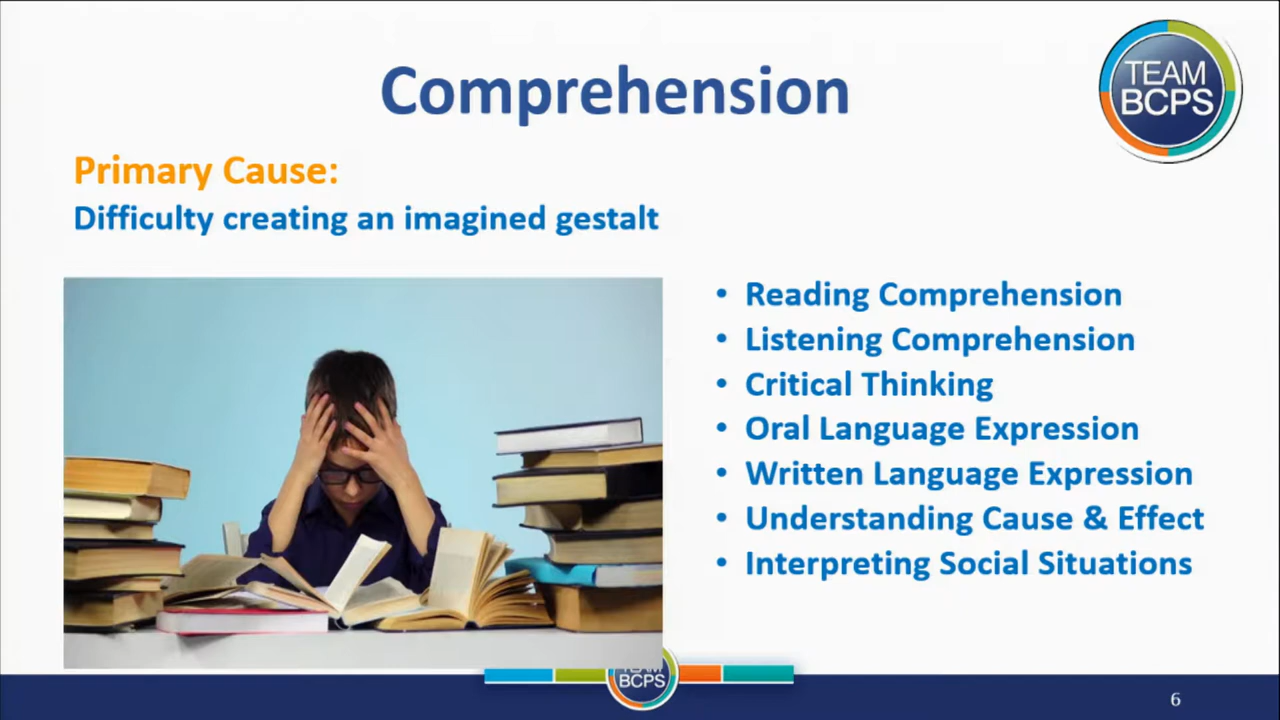 Comprehension
TEAM
BCPS
Primary Cause:
Difficulty creating an imagined gestalt
• Reading Comprehension
• Listening Comprehension
• Critical Thinking
• Oral Language Expression
• Written Language Expression
• Understanding Cause & Effect
• Interpreting Social Situations
TEAM
BCPS
6